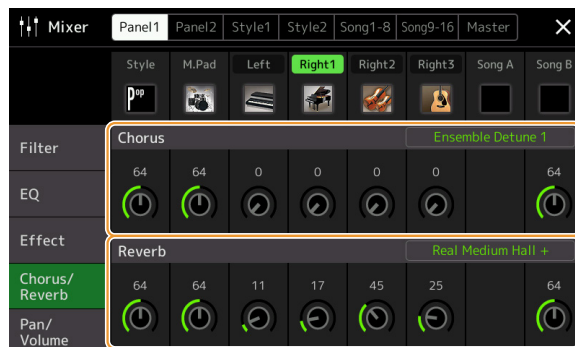 Mixer Panel1 Panel2 Style1 Style2 Song1-8 Song9-16 Master
Style M.Pad Left Right1 Right2 Right3 Song A Song B
Pop
Filter
EQ
Effect
Chorus/
Reverb
Pan/
Volume
Chorus Ensemble Detune 1
64 64 0 0 0 0 64
Reverb Real Medium Hall +
64 64 11 17 45 25 64